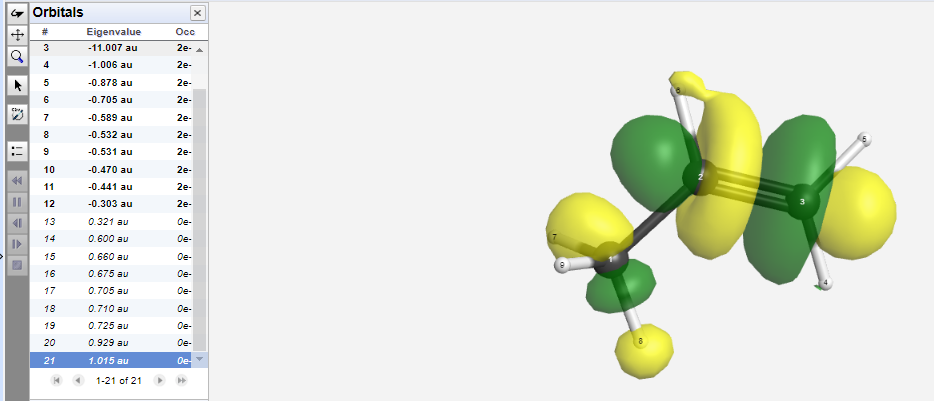 Orbitals
# Eigenvalue Occ
3 -11.007 au 2e-
4 -1.006 au 2e-
5 -0.878 au 2e-
6 -0.705 au 2e-
7 -0.589 au 2e-
8 -0.532 au 2e-
9 -0.531 au 2e-
10 -0.470 au 2e-
11 -0.441 au 2e-
12 -0.303 au 2e-
13 0.321 au 0e-
14 0.600 au 0e-
15 0.660 au 0e-
16 0.675 au 0e-
17 0.705 au 0e-
18 0.710 au 0e-
19 0.725 au 0e-
20 0.929 au 0e-
21 1.015 au 0e-
1-21 of 21
6
5
2
3
7
1
9
4
8